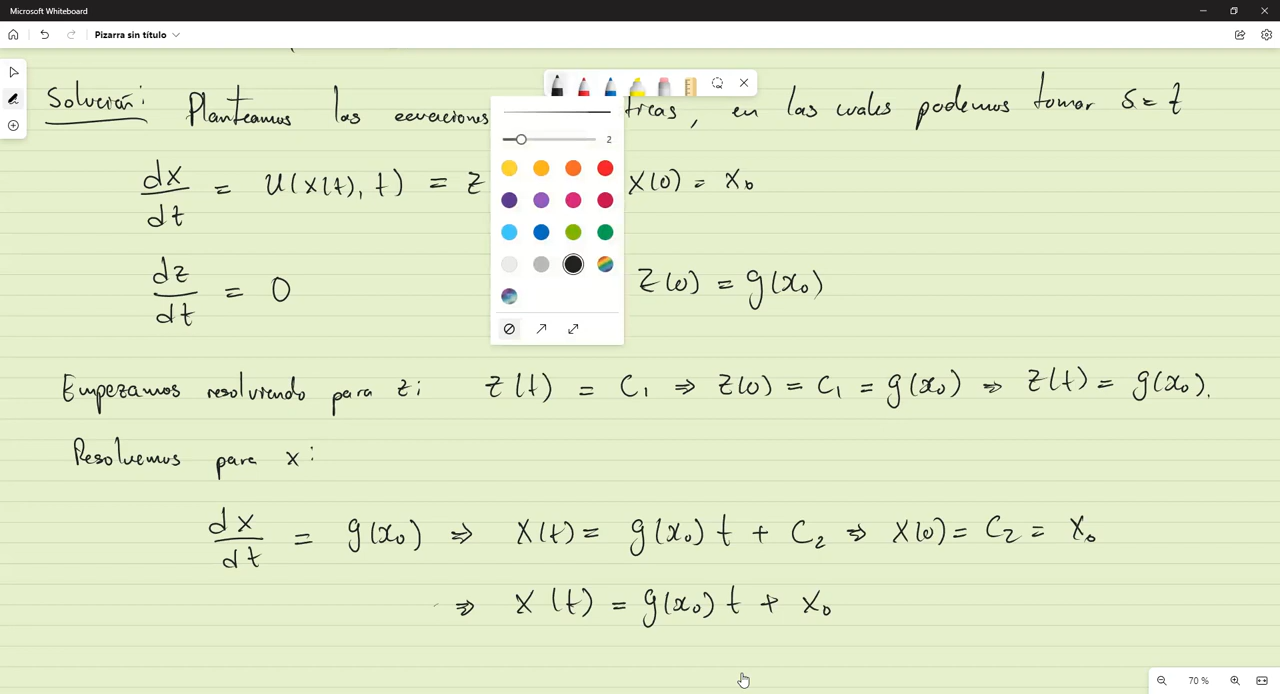 Microsoft Whiteboard
Pizarra sin título
Solución: Planteamos las ecuaciones tricas, en las cuales podemos tomar s = t
dx/dt = u(x(t), t) = z x(0) = x₀
2
dz/dt = 0 z(0) = g(x₀)
Empezamos resolviendo para z: z(t) = C₁ ⇒ z(0) = C₁ = g(x₀) ⇒ z(t) = g(x₀).
Resolvemos para x:
dx/dt = g(x₀) ⇒ x(t) = g(x₀) t + C₂ ⇒ x(0) = C₂ = x₀
⇒ x(t) = g(x₀) t + x₀
70 %